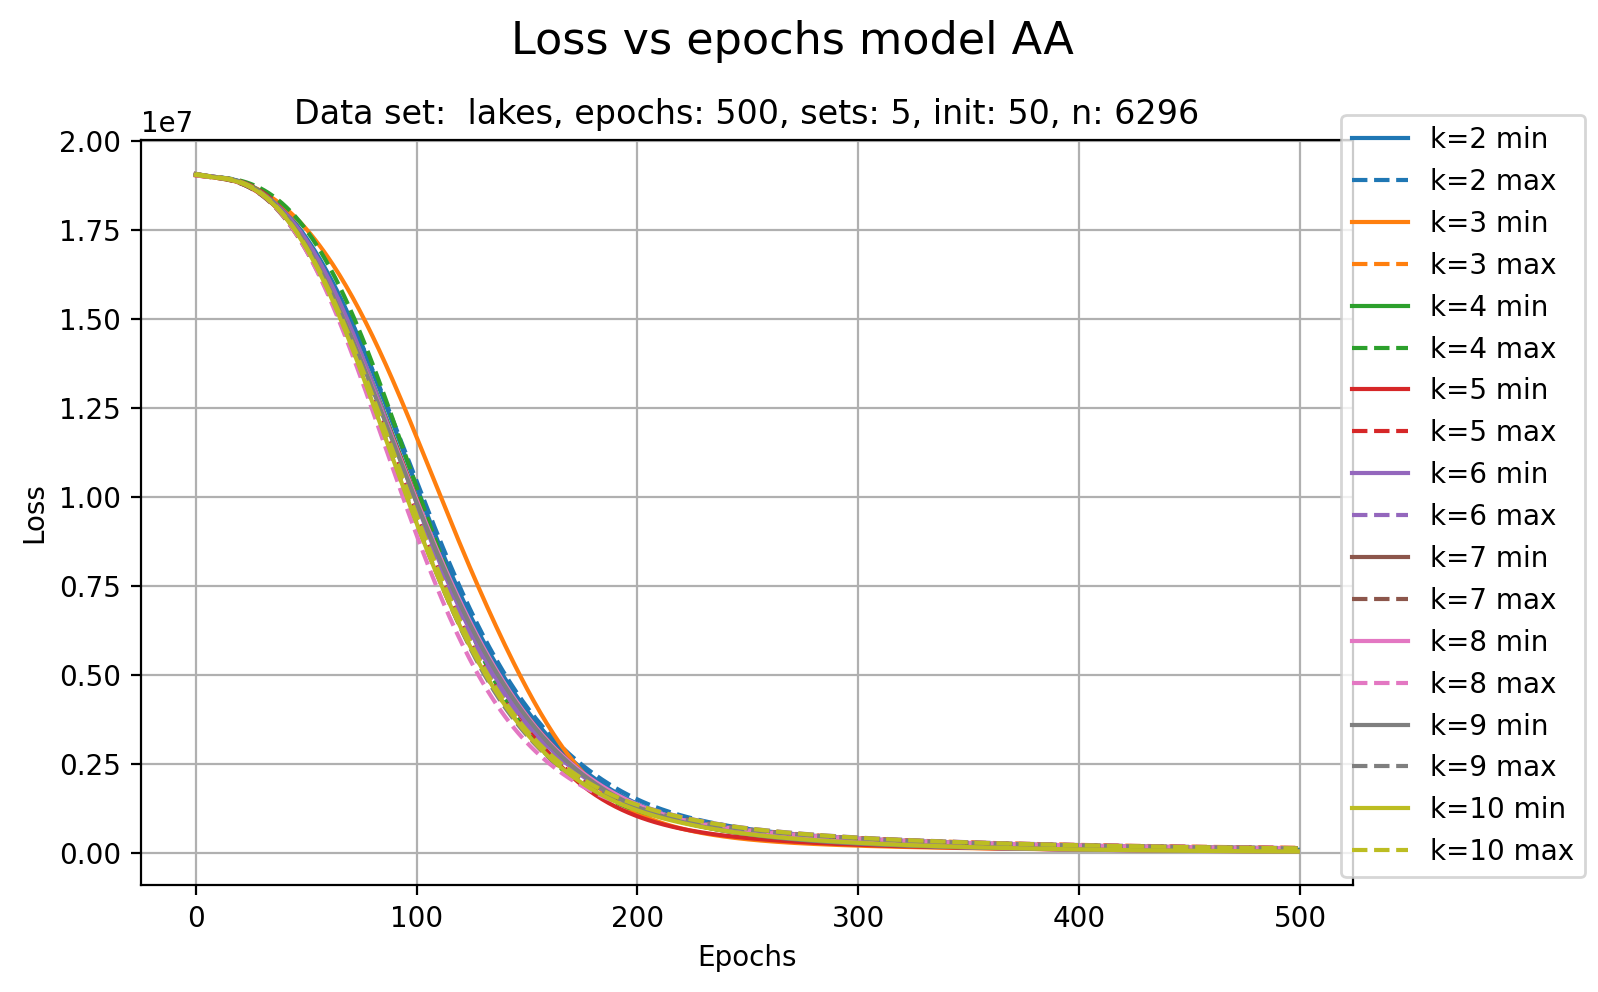 Loss vs epochs model AA
Data set:  lakes, epochs: 500, sets: 5, init: 50, n: 6296
1e7
2.00
1.75
1.50
1.25
1.00
0.75
0.50
0.25
0.00
Loss
0 100 200 300 400 500
Epochs
k=2 min
k=2 max
k=3 min
k=3 max
k=4 min
k=4 max
k=5 min
k=5 max
k=6 min
k=6 max
k=7 min
k=7 max
k=8 min
k=8 max
k=9 min
k=9 max
k=10 min
k=10 max